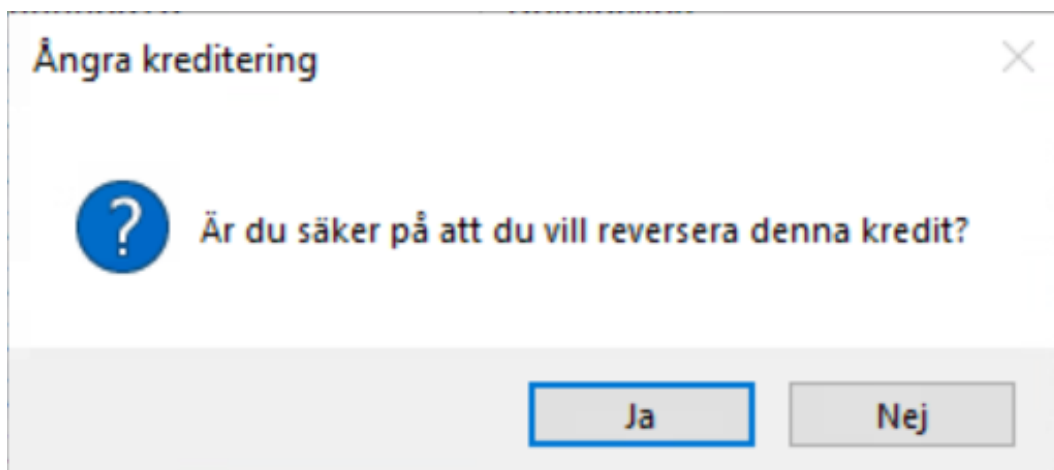 Ångra kreditering
Är du säker på att du vill reversera denna kredit?
Ja
Nej